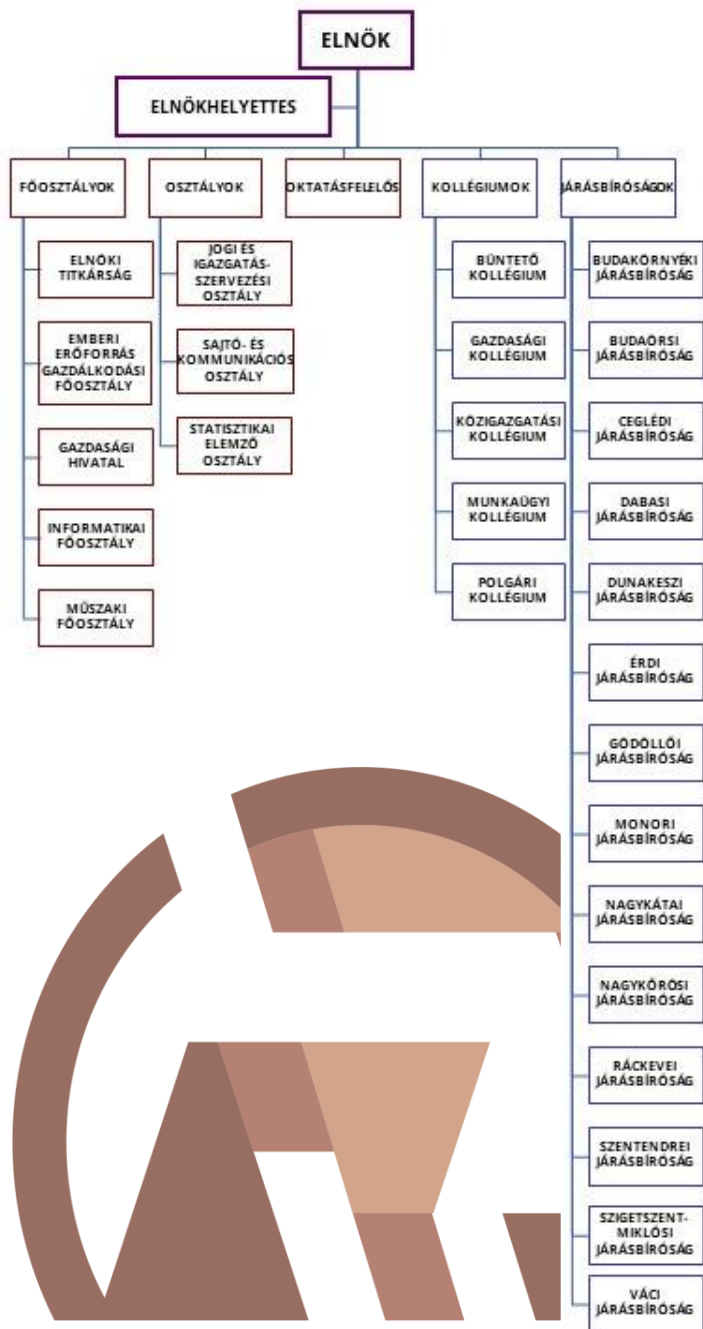 ELNÖK
ELNÖKHELYETTES
FŐOSZTÁLYOK
OSZTÁLYOK
OKTATÁSFELELŐS
KOLLÉGIUMOK
JÁRÁSBÍRÓSÁGOK
ELNÖKI
TITKÁRSÁG
EMBERI
ERŐFORRÁS
GAZDÁLKODÁSI
FŐOSZTÁLY
GAZDASÁGI
HIVATAL
INFORMATIKAI
FŐOSZTÁLY
MŰSZAKI
FŐOSZTÁLY
JOGI ÉS
IGAZGATÁS-
SZERVEZÉSI
OSZTÁLY
SAJTÓ- ÉS
KOMMUNIKÁCIÓS
OSZTÁLY
STATISZTIKAI
ELEMZŐ
OSZTÁLY
BÜNTETŐ
KOLLÉGIUM
GAZDASÁGI
KOLLÉGIUM
KÖZIGAZGATÁSI
KOLLÉGIUM
MUNKAÜGYI
KOLLÉGIUM
POLGÁRI
KOLLÉGIUM
BUDAKÖRNYÉKI
JÁRÁSBÍRÓSÁG
BUDAÖRSI
JÁRÁSBÍRÓSÁG
CEGLÉDI
JÁRÁSBÍRÓSÁG
DABASI
JÁRÁSBÍRÓSÁG
DUNAKESZI
JÁRÁSBÍRÓSÁG
ÉRDI
JÁRÁSBÍRÓSÁG
GÖDÖLLŐI
JÁRÁSBÍRÓSÁG
MONORI
JÁRÁSBÍRÓSÁG
NAGYKÁTAI
JÁRÁSBÍRÓSÁG
NAGYKŐRÖSI
JÁRÁSBÍRÓSÁG
RÁCKEVEI
JÁRÁSBÍRÓSÁG
SZENTENDREI
JÁRÁSBÍRÓSÁG
SZIGETSZENT-
MIKLÓSI
JÁRÁSBÍRÓSÁG
VÁCI
JÁRÁSBÍRÓSÁG